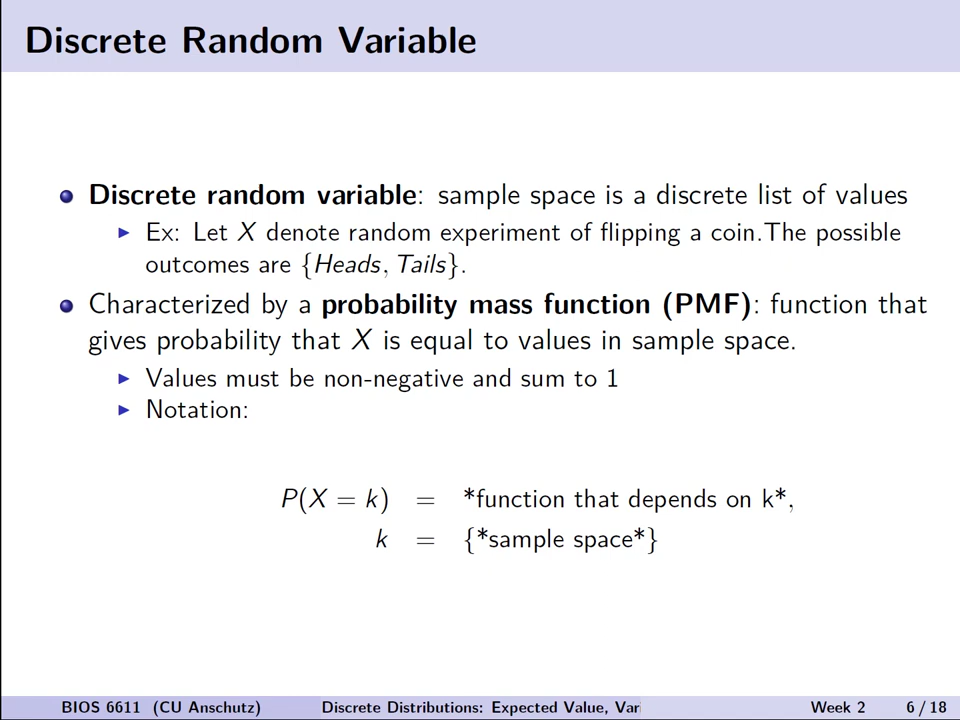 Discrete Random Variable
Discrete random variable: sample space is a discrete list of values
Ex: Let X denote random experiment of flipping a coin.The possible
outcomes are {Heads, Tails}.
Characterized by a probability mass function (PMF): function that
gives probability that X is equal to values in sample space.
Values must be non-negative and sum to 1
Notation:
P(X = k) = *function that depends on k*,
k = {*sample space*}
BIOS 6611 (CU Anschutz) Discrete Distributions: Expected Value, Vari Week 2 6 / 18